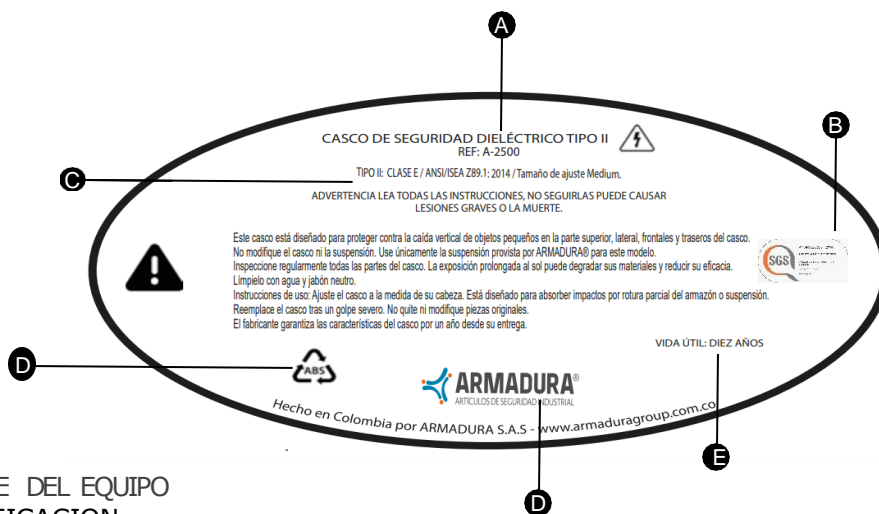 A
B
CASCO DE SEGURIDAD DIELÉCTRICO TIPO II
REF: A-2500
C
TIPO II: CLASE E / ANSI/ISEA Z89.1: 2014 / Tamaño de ajuste Medium.
ADVERTENCIA LEA TODAS LAS INSTRUCCIONES, NO SEGUIRLAS PUEDE CAUSAR
LESIONES GRAVES O LA MUERTE.
Este casco está diseñado para proteger contra la caída vertical de objetos pequeños en la parte superior, lateral, frontales y traseros del casco.
No modifique el casco ni la suspensión. Use únicamente la suspensión provista por ARMADURA® para este modelo.
Inspeccione regularmente todas las partes del casco. La exposición prolongada al sol puede degradar sus materiales y reducir su eficacia.
Límpielo con agua y jabón neutro.
Instrucciones de uso: Ajuste el casco a la medida de su cabeza. Está diseñado para absorber impactos por rotura parcial del armazón o suspensión.
Reemplace el casco tras un golpe severo. No quite ni modifique piezas originales.
El fabricante garantiza las características del casco por un año desde su entrega.
SGS
VIDA ÚTIL: DIEZ AÑOS
D
ABS
ARMADURA®
ARTÍCULOS DE SEGURIDAD INDUSTRIAL
Hecho en Colombia por ARMADURA S.A.S - www.armaduragroup.com.co
E
D
E DEL EQUIPO